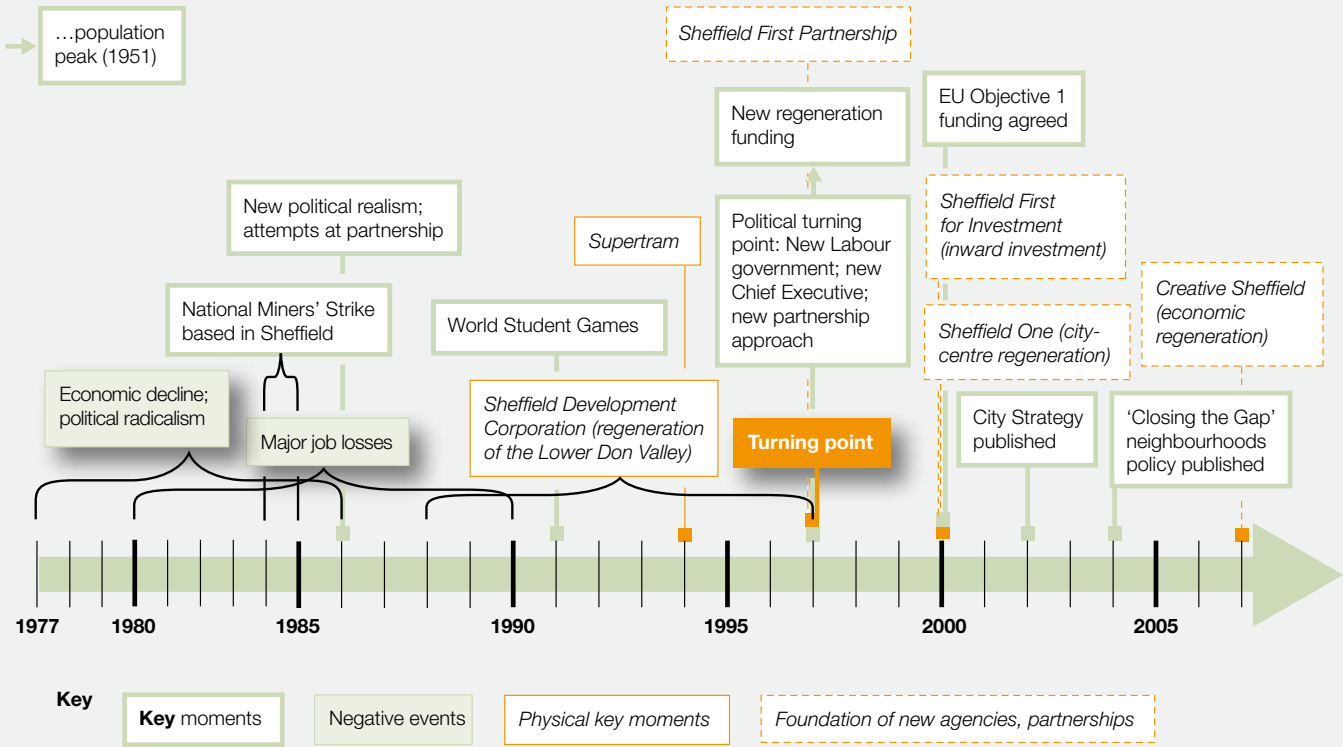 …population
peak (1951)
Sheffield First Partnership
New regeneration
funding
EU Objective 1
funding agreed
New political realism;
attempts at partnership
Supertram
Political turning
point: New Labour
government; new
Chief Executive;
new partnership
approach
Sheffield First
for Investment
(inward investment)
National Miners’ Strike
based in Sheffield
World Student Games
Sheffield One (city-
centre regeneration)
Creative Sheffield
(economic
regeneration)
Economic decline;
political radicalism
Major job losses
Sheffield Development
Corporation (regeneration
of the Lower Don Valley)
Turning point
City Strategy
published
‘Closing the Gap’
neighbourhoods
policy published
1977 1980 1985 1990 1995 2000 2005
Key
Key moments
Negative events
Physical key moments
Foundation of new agencies, partnerships